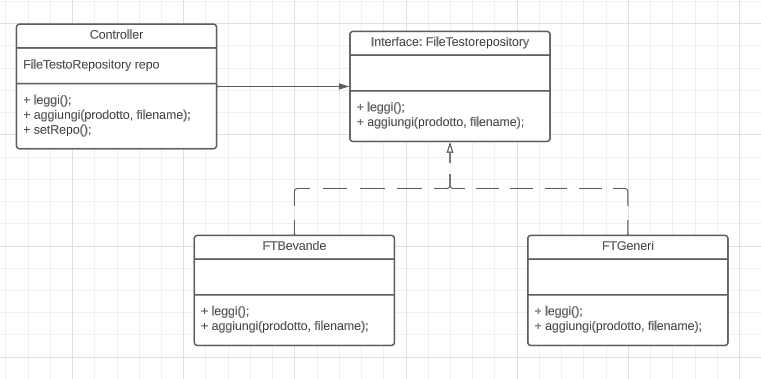 Controller
FileTestoRepository repo
+ leggi();
+ aggiungi(prodotto, filename);
+ setRepo();
Interface: FileTestorepository
+ leggi();
+ aggiungi(prodotto, filename);
FTBevande
+ leggi();
+ aggiungi(prodotto, filename);
FTGeneri
+ leggi();
+ aggiungi(prodotto, filename);